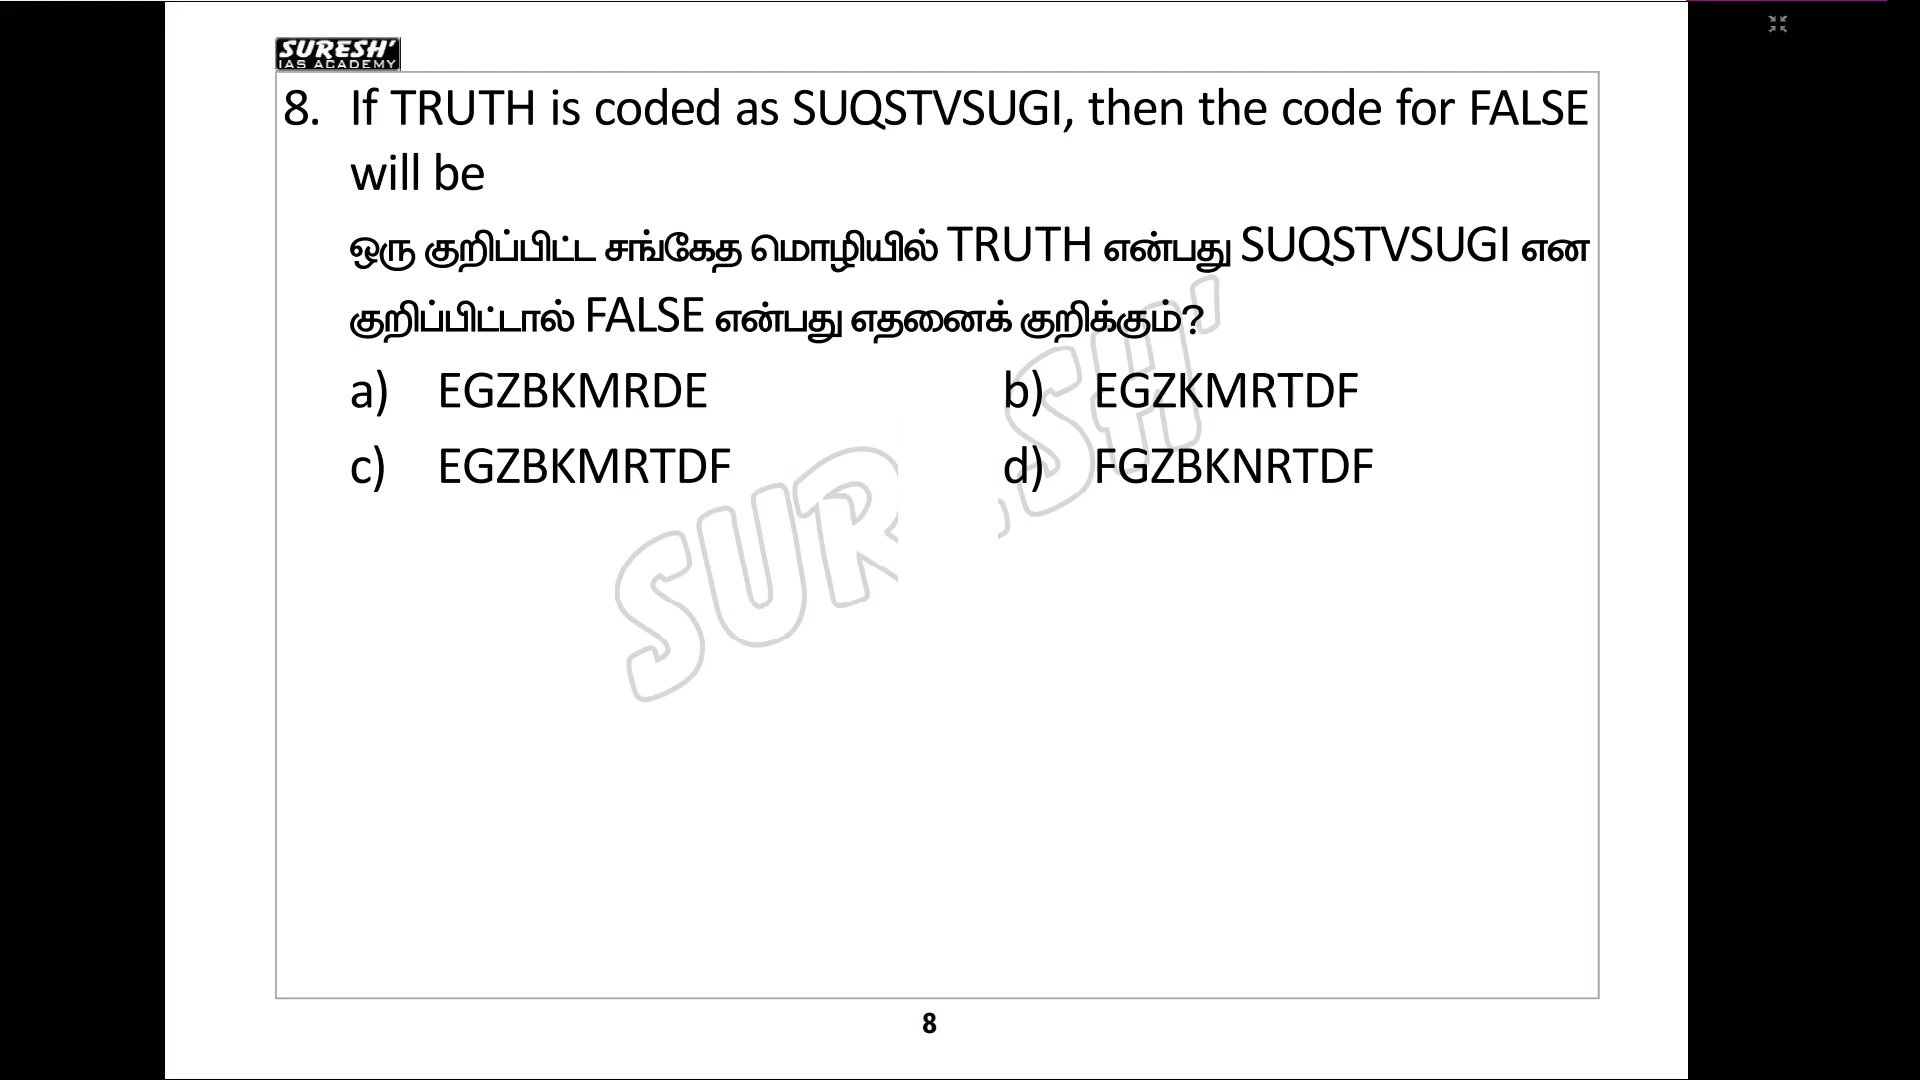 SURESH'
IAS ACADEMY
8. If TRUTH is coded as SUQSTVSUGI, then the code for FALSE
will be
ஒரு குறிப்பிட்ட சங்கேத மொழியில் TRUTH என்பது SUQSTVSUGI என
குறிப்பிட்டால் FALSE என்பது எதனைக் குறிக்கும்?
a) EGZBKMRDE b) EGZKMRTDF
c) EGZBKMRTDF d) FGZBKNRTDF
SURESH'
8